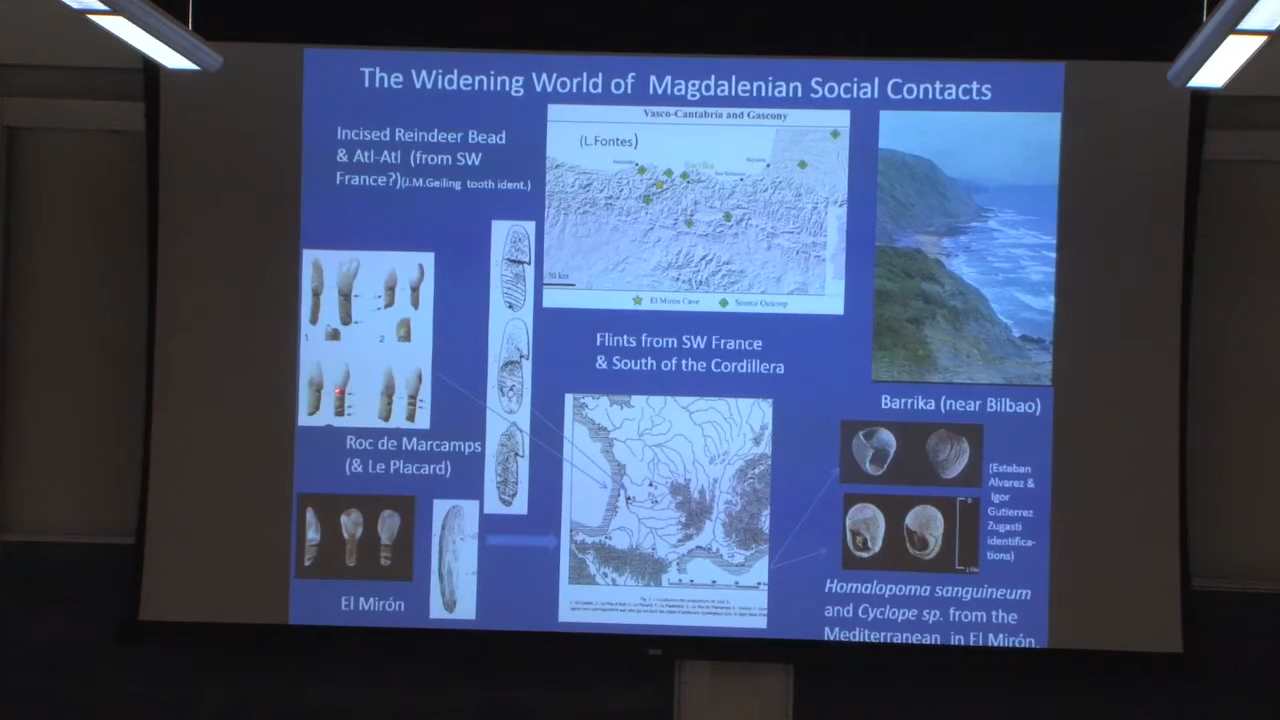 The Widening World of Magdalenian Social Contacts
Incised Reindeer Bead
& Atl-Atl (from SW
France?)(J.M.Geiling tooth ident.)
Vasco-Cantabria and Gascony
(L.Fontes)
Barrika
50 km
El Mirón Cave
Source Outcrop
Flints from SW France
& South of the Cordillera
Barrika (near Bilbao)
1
2
Roc de Marcamps
(& Le Placard)
El Mirón
(Esteban
Alvarez &
Igor
Gutierrez
Zugasti
identifica-
tions)
Homalopoma sanguineum
and Cyclope sp. from the
Mediterranean in El Mirón.